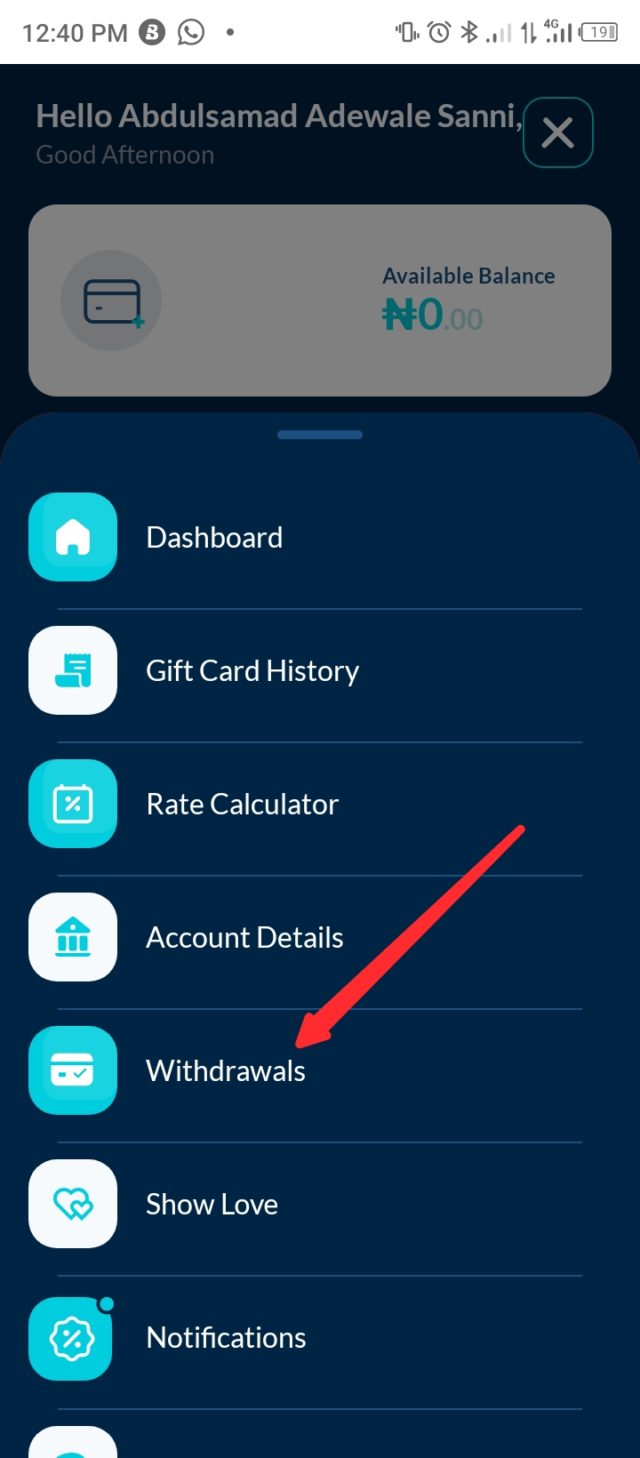 12:40 PM
4G
19
Hello Abdulsamad Adewale Sanni,
Good Afternoon
Available Balance
₦0.00
Dashboard
Gift Card History
Rate Calculator
Account Details
Withdrawals
Show Love
Notifications